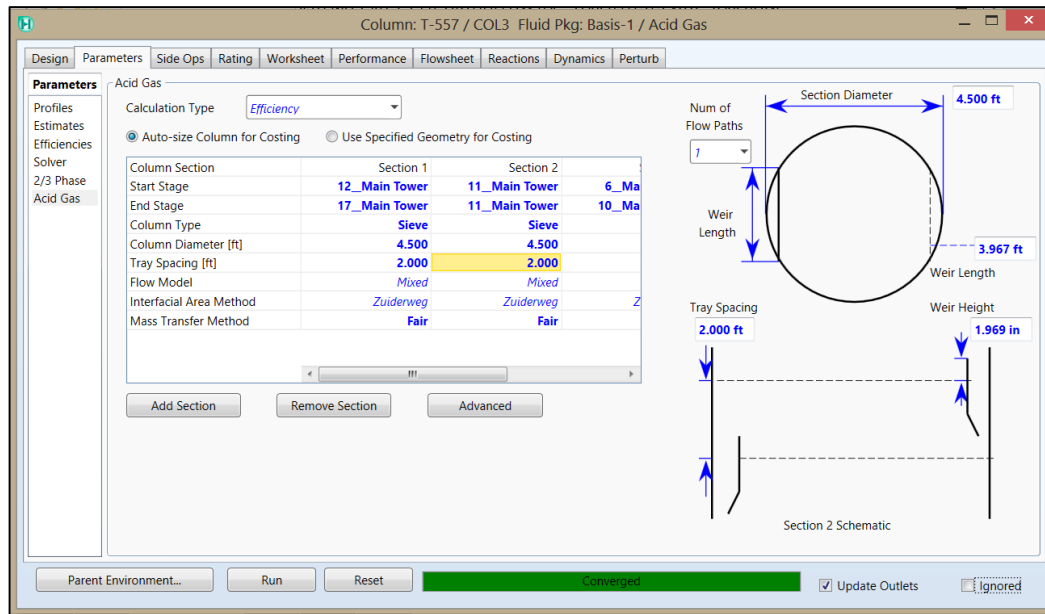 Column: T-557 / COL3 Fluid Pkg: Basis-1 / Acid Gas
Design Parameters Side Ops Rating Worksheet Performance Flowsheet Reactions Dynamics Perturb
Parameters
Profiles
Estimates
Efficiencies
Solver
2/3 Phase
Acid Gas
Acid Gas
Calculation Type Efficiency
Auto-size Column for Costing Use Specified Geometry for Costing
Column Section Section 1 Section 2
Start Stage 12__Main Tower 11__Main Tower 6__Ma
End Stage 17__Main Tower 11__Main Tower 10__Ma
Column Type Sieve Sieve
Column Diameter [ft] 4.500 4.500
Tray Spacing [ft] 2.000 2.000
Flow Model Mixed Mixed
Interfacial Area Method Zuiderweg Zuiderweg Z
Mass Transfer Method Fair Fair
Add Section Remove Section Advanced
Num of
Flow Paths
1
Section Diameter
4.500 ft
Weir
Length
3.967 ft
Weir Length
Tray Spacing
2.000 ft
Weir Height
1.969 in
Section 2 Schematic
Parent Environment... Run Reset Converged Update Outlets Ignored